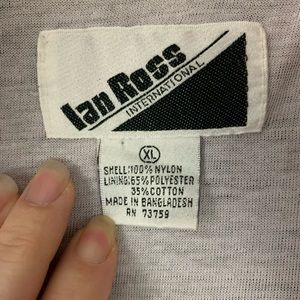 Ian Ross
INTERNATIONAL
XL
SHELL:100% NYLON
LINING:65% POLYESTER
35% COTTON
MADE IN BANGLADESH
RN 73759